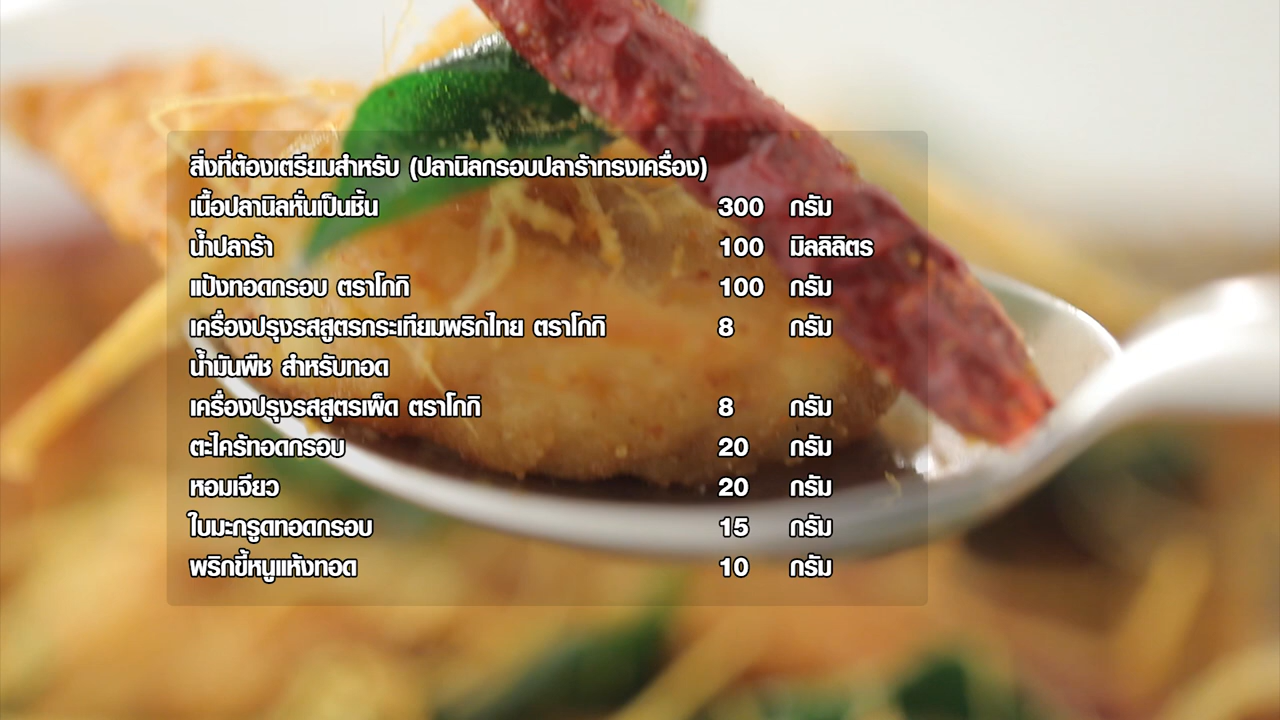 สิ่งที่ต้องเตรียมสำหรับ (ปลานิลกรอบปลาร้าทรงเครื่อง)
เนื้อปลานิลหั่นเป็นชิ้น 300 กรัม
น้ำปลาร้า 100 มิลลิลิตร
แป้งทอดกรอบ ตราโกกิ 100 กรัม
เครื่องปรุงรสสูตรกระเทียมพริกไทย ตราโกกิ 8 กรัม
น้ำมันพืช สำหรับทอด
เครื่องปรุงรสสูตรเผ็ด ตราโกกิ 8 กรัม
ตะไคร้ทอดกรอบ 20 กรัม
หอมเจียว 20 กรัม
ใบมะกรูดทอดกรอบ 15 กรัม
พริกขี้หนูแห้งทอด 10 กรัม